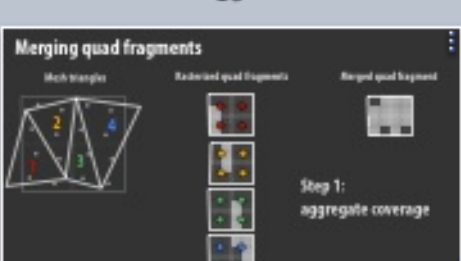 Merging quad fragments
Mesh triangles
Rasterized quad fragments
Merged quad fragment
2
4
1
3
Step 1:
aggregate coverage